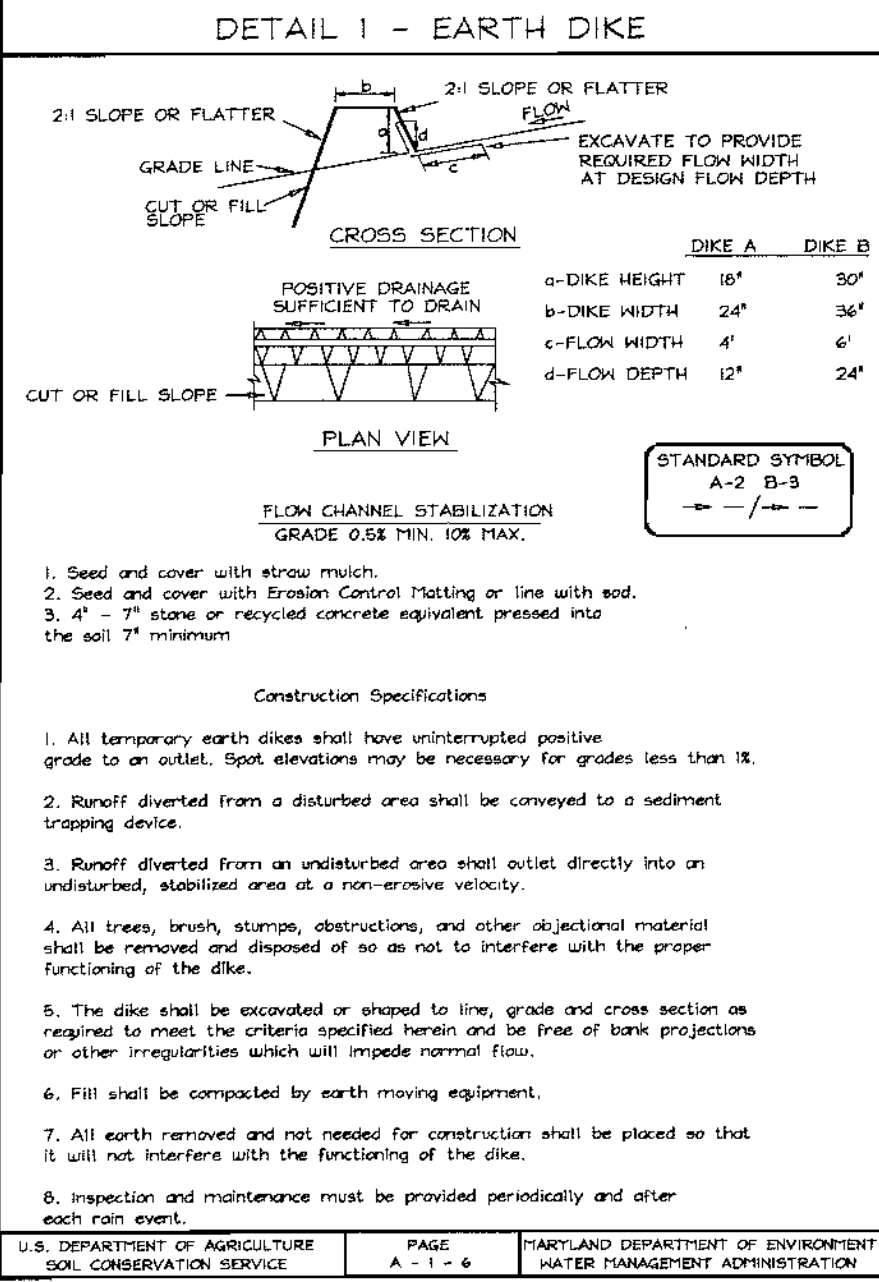 DETAIL 1 - EARTH DIKE
b
2:1 SLOPE OR FLATTER
2:1 SLOPE OR FLATTER
FLOW
a
d
EXCAVATE TO PROVIDE
REQUIRED FLOW WIDTH
AT DESIGN FLOW DEPTH
GRADE LINE
c
CUT OR FILL
SLOPE
CROSS SECTION
DIKE A DIKE B
a-DIKE HEIGHT 18" 30"
b-DIKE WIDTH 24" 36"
c-FLOW WIDTH 4' 6'
d-FLOW DEPTH 12" 24"
POSITIVE DRAINAGE
SUFFICIENT TO DRAIN
CUT OR FILL SLOPE
PLAN VIEW
STANDARD SYMBOL
A-2 B-3
FLOW CHANNEL STABILIZATION
GRADE 0.5% MIN. 10% MAX.
1. Seed and cover with straw mulch.
2. Seed and cover with Erosion Control Matting or line with sod.
3. 4" - 7" stone or recycled concrete equivalent pressed into
the soil 7" minimum
Construction Specifications
1. All temporary earth dikes shall have uninterrupted positive
grade to an outlet. Spot elevations may be necessary for grades less than 1%.
2. Runoff diverted from a disturbed area shall be conveyed to a sediment
trapping device.
3. Runoff diverted from an undisturbed area shall outlet directly into an
undisturbed, stabilized area at a non-erosive velocity.
4. All trees, brush, stumps, obstructions, and other objectional material
shall be removed and disposed of so as not to interfere with the proper
functioning of the dike.
5. The dike shall be excavated or shaped to line, grade and cross section as
required to meet the criteria specified herein and be free of bank projections
or other irregularities which will impede normal flow.
6. Fill shall be compacted by earth moving equipment.
7. All earth removed and not needed for construction shall be placed so that
it will not interfere with the functioning of the dike.
8. Inspection and maintenance must be provided periodically and after
each rain event.
U.S. DEPARTMENT OF AGRICULTURE
SOIL CONSERVATION SERVICE
PAGE
A - 1 - 6
MARYLAND DEPARTMENT OF ENVIRONMENT
WATER MANAGEMENT ADMINISTRATION